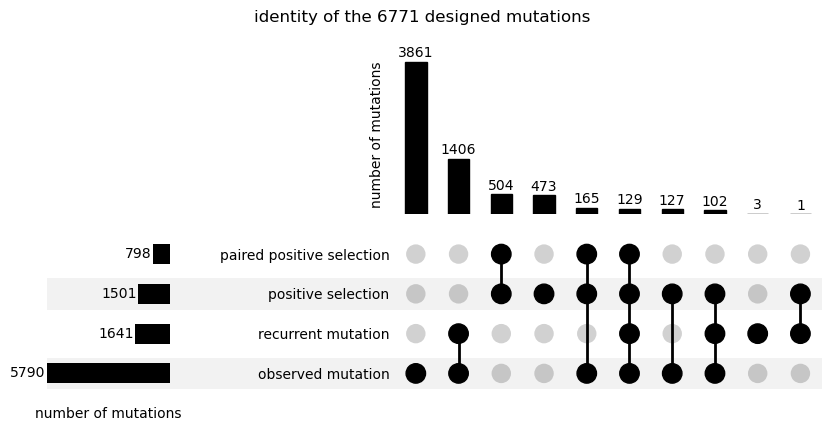 identity of the 6771 designed mutations
number of mutations
3861
1406
504
473
165
129
127
102
3
1
798
paired positive selection
1501
positive selection
1641
recurrent mutation
5790
observed mutation
number of mutations